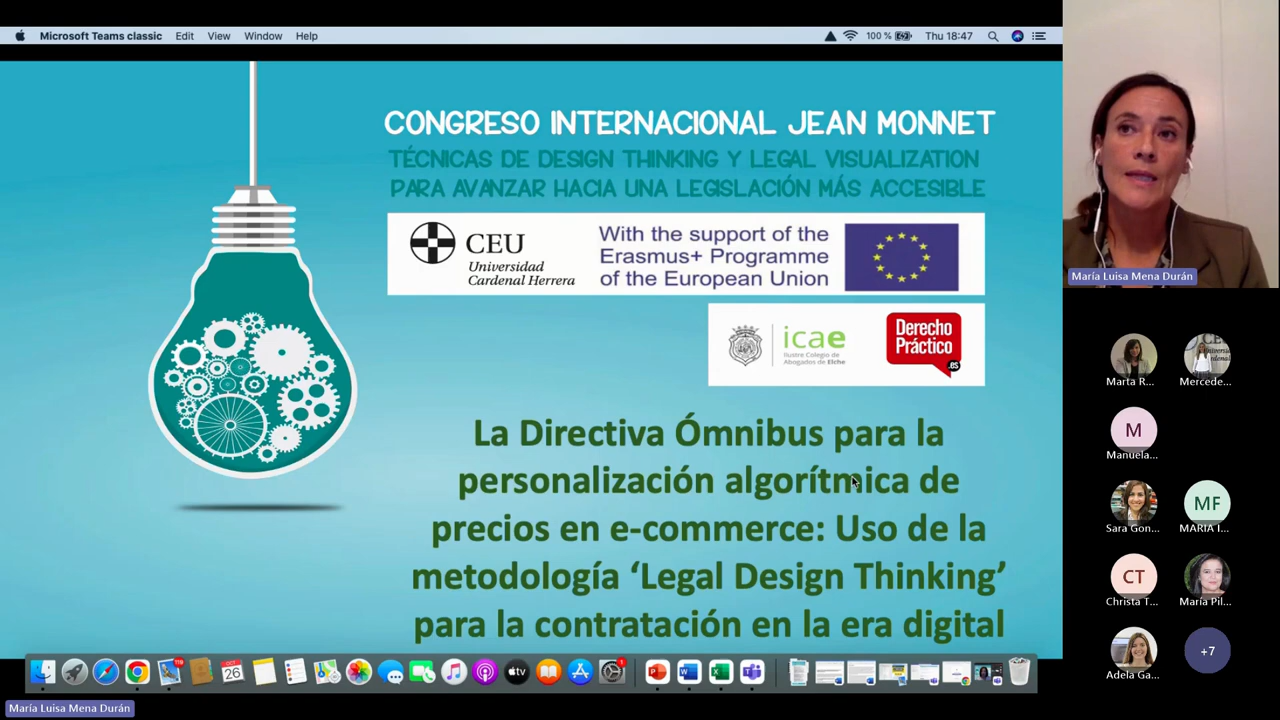 Microsoft Teams classic Edit View Window Help
100 % Thu 18:47
CONGRESO INTERNACIONAL JEAN MONNET
TÉCNICAS DE DESIGN THINKING Y LEGAL VISUALIZATION
PARA AVANZAR HACIA UNA LEGISLACIÓN MÁS ACCESIBLE
CEU
Universidad
Cardenal Herrera
With the support of the
Erasmus+ Programme
of the European Union
icae
Ilustre Colegio de
Abogados de Elche
Derecho
Práctico
.es
La Directiva Ómnibus para la
personalización algorítmica de
precios en e-commerce: Uso de la
metodología ‘Legal Design Thinking’
para la contratación en la era digital
María Luisa Mena Durán
Marta R...
Mercede...
M
Manuela...
Sara Gon...
MF
MARIA I...
CT
Christa T...
María Pil...
Adela Ga...
+7
OCT
26
tv
María Luisa Mena Durán